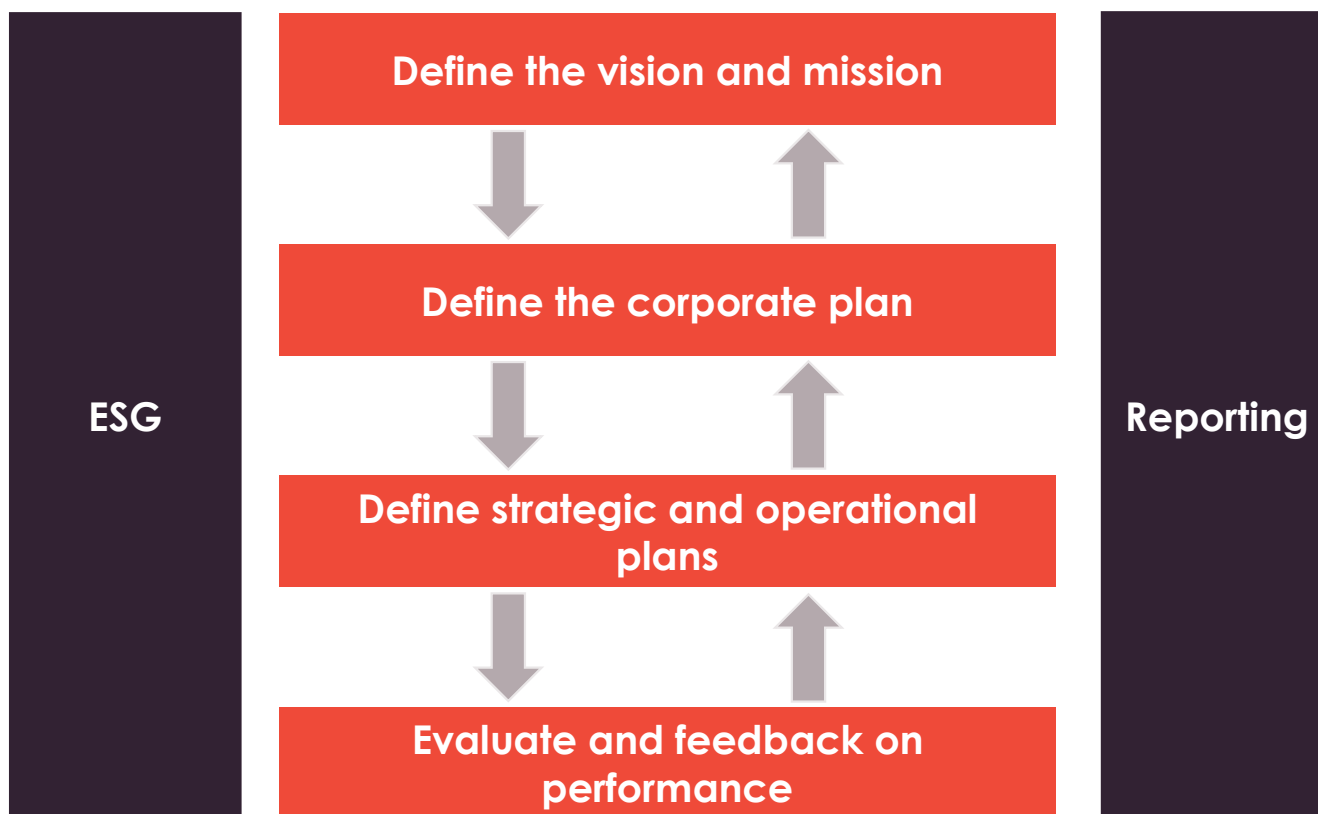 Define the vision and mission
Define the corporate plan
ESG
Reporting
Define strategic and operational
plans
Evaluate and feedback on
performance